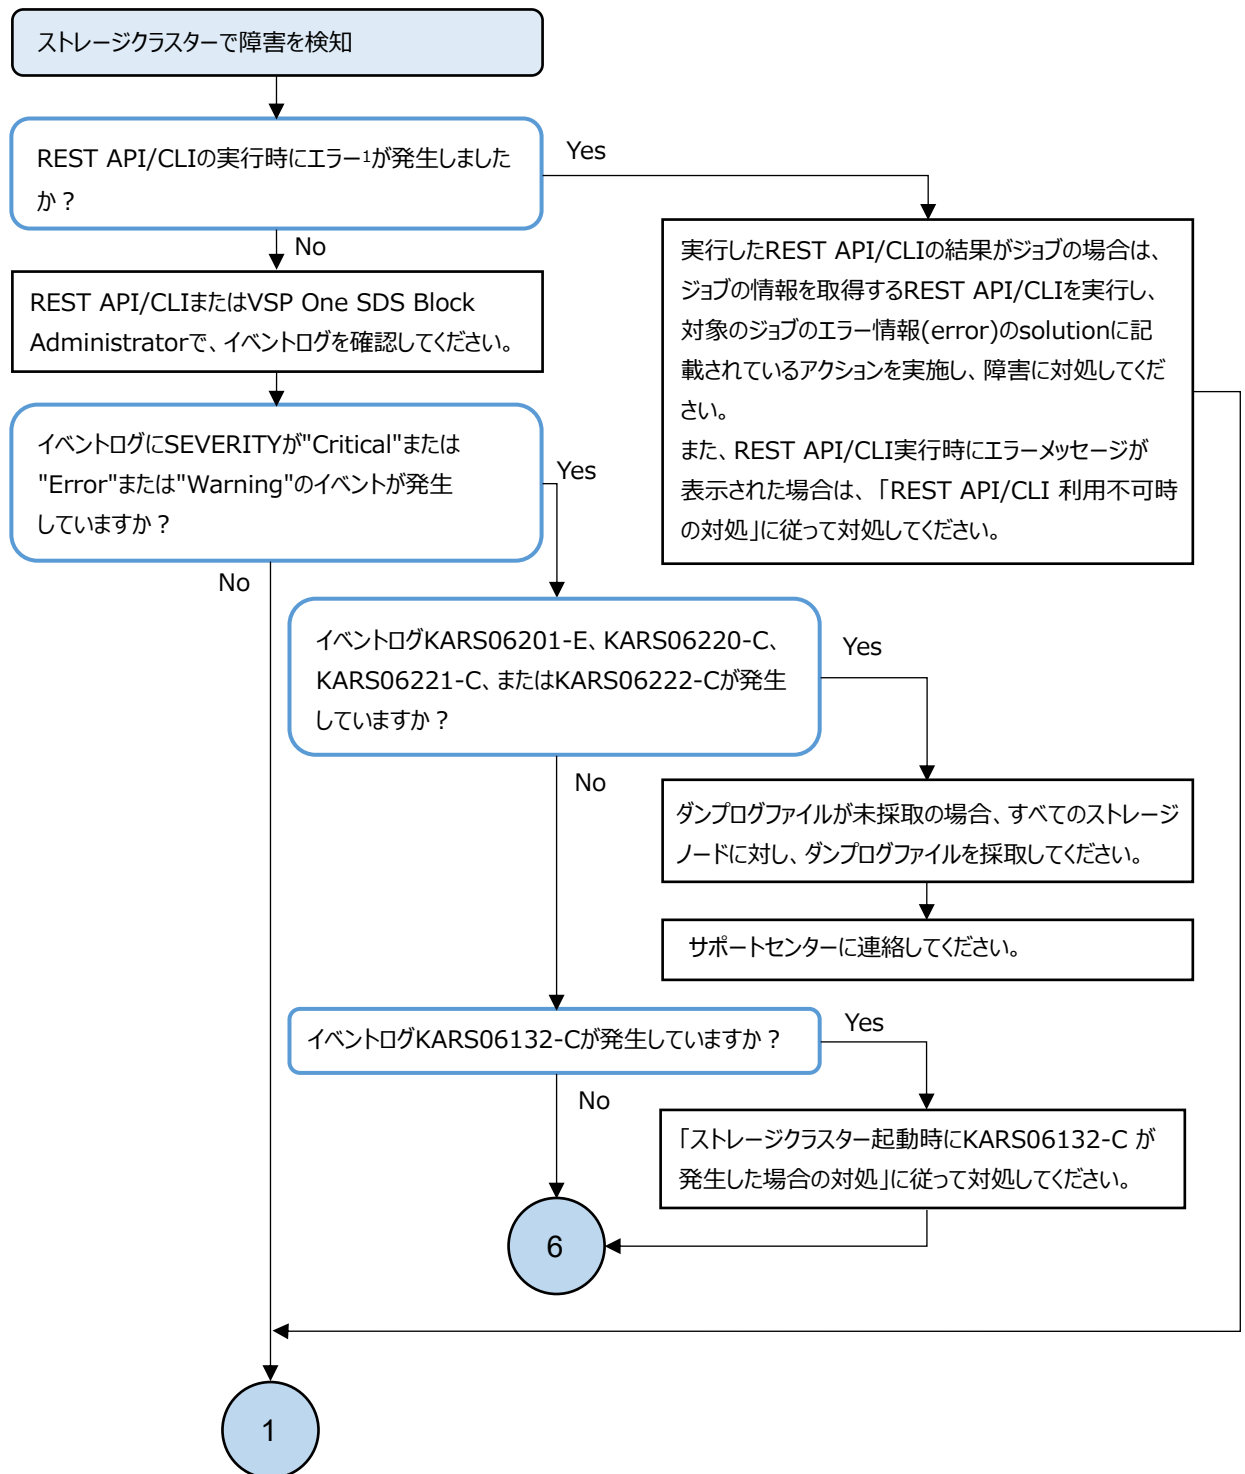 ストレージクラスターで障害を検知
REST API/CLIの実行時にエラー1が発生しました
か？
Yes
No
実行したREST API/CLIの結果がジョブの場合は、
ジョブの情報を取得するREST API/CLIを実行し、
対象のジョブのエラー情報(error)のsolutionに記
載されているアクションを実施し、障害に対処してくだ
さい。
また、REST API/CLI実行時にエラーメッセージが
表示された場合は、「REST API/CLI 利用不可時
の対処」に従って対処してください。
REST API/CLIまたはVSP One SDS Block
Administratorで、イベントログを確認してください。
イベントログにSEVERITYが"Critical"または
"Error"または"Warning"のイベントが発生
していますか？
Yes
No
イベントログKARS06201-E、KARS06220-C、
KARS06221-C、またはKARS06222-Cが発生
していますか？
Yes
No
ダンプログファイルが未採取の場合、すべてのストレージ
ノードに対し、ダンプログファイルを採取してください。
サポートセンターに連絡してください。
イベントログKARS06132-Cが発生していますか？
Yes
No
「ストレージクラスター起動時にKARS06132-C が
発生した場合の対処」に従って対処してください。
6
1